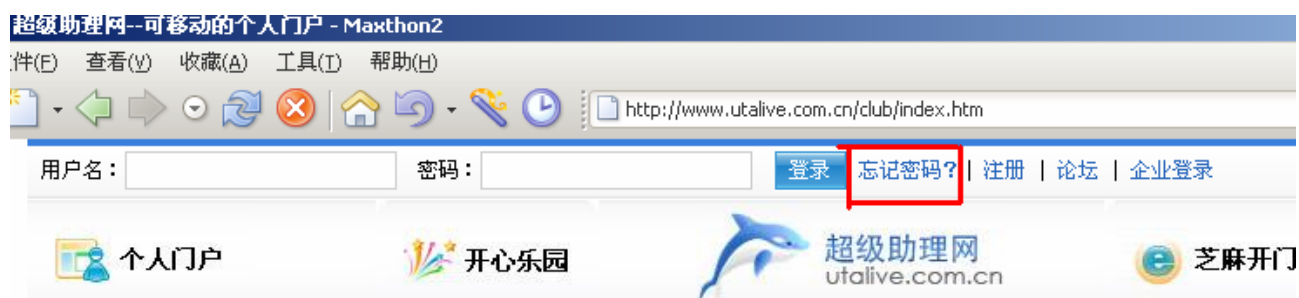 超级助理网--可移动的个人门户 - Maxthon2
件(F) 查看(V) 收藏(A) 工具(T) 帮助(H)
http://www.utalive.com.cn/club/index.htm
用户名： 密码： 登录 忘记密码? | 注册 | 论坛 | 企业登录
个人门户 开心乐园 超级助理网 芝麻开门
utalive.com.cn